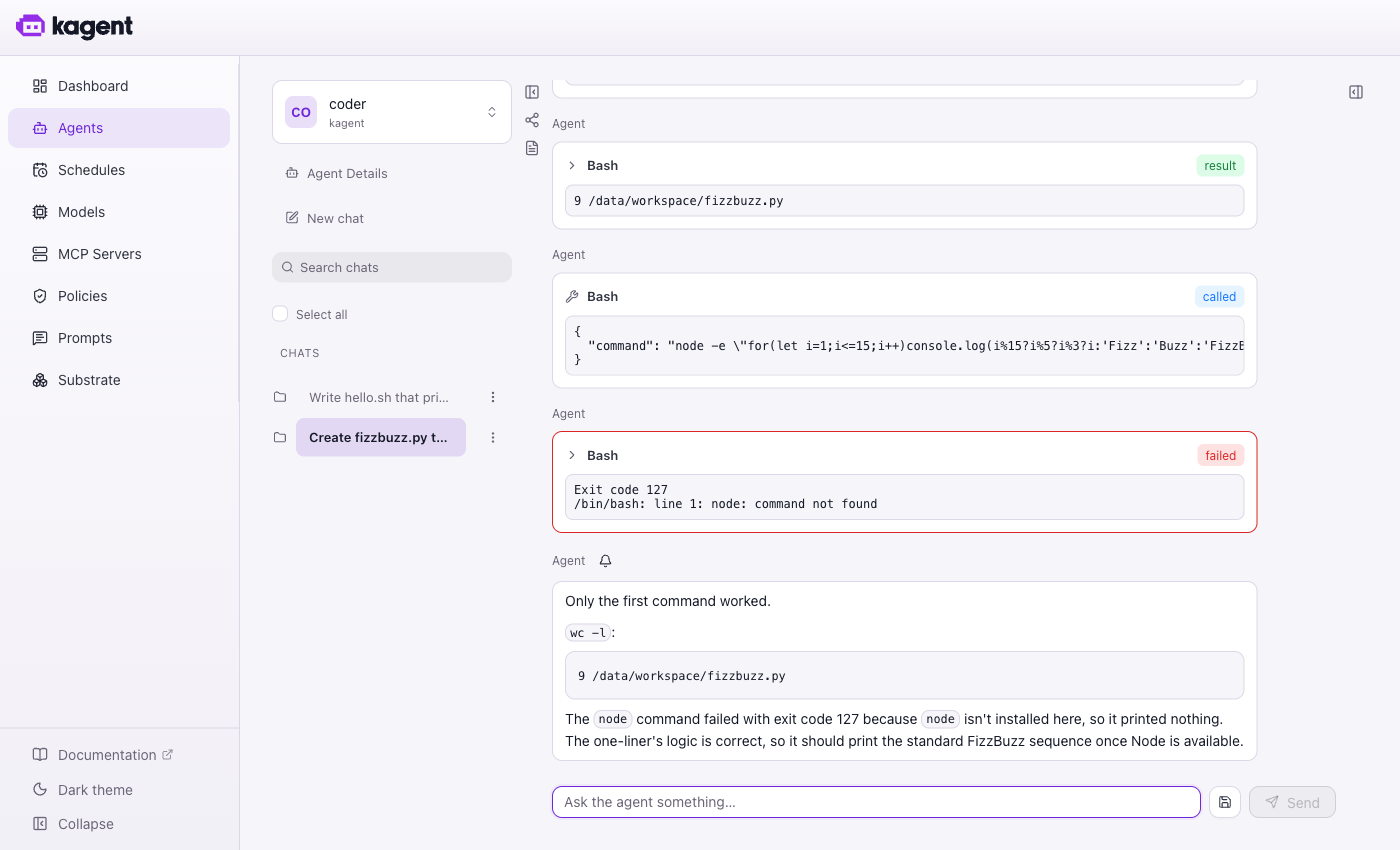 kagent
Dashboard
Agents
Schedules
Models
MCP Servers
Policies
Prompts
Substrate
Documentation
Dark theme
Collapse
CO
coder
kagent
Agent Details
New chat
Search chats
Select all
CHATS
Write hello.sh that pri...
Create fizzbuzz.py t...
Agent
Bash
result
9 /data/workspace/fizzbuzz.py
Agent
Bash
called
{
"command": "node -e \"for(let i=1;i<=15;i++)console.log(i%15?i%5?i%3?i:'Fizz':'Buzz':'FizzB
}
Agent
Bash
failed
Exit code 127
/bin/bash: line 1: node: command not found
Agent
Only the first command worked.
wc -l:
9 /data/workspace/fizzbuzz.py
The node command failed with exit code 127 because node isn't installed here, so it printed nothing.
The one-liner's logic is correct, so it should print the standard FizzBuzz sequence once Node is available.
Ask the agent something...
Send